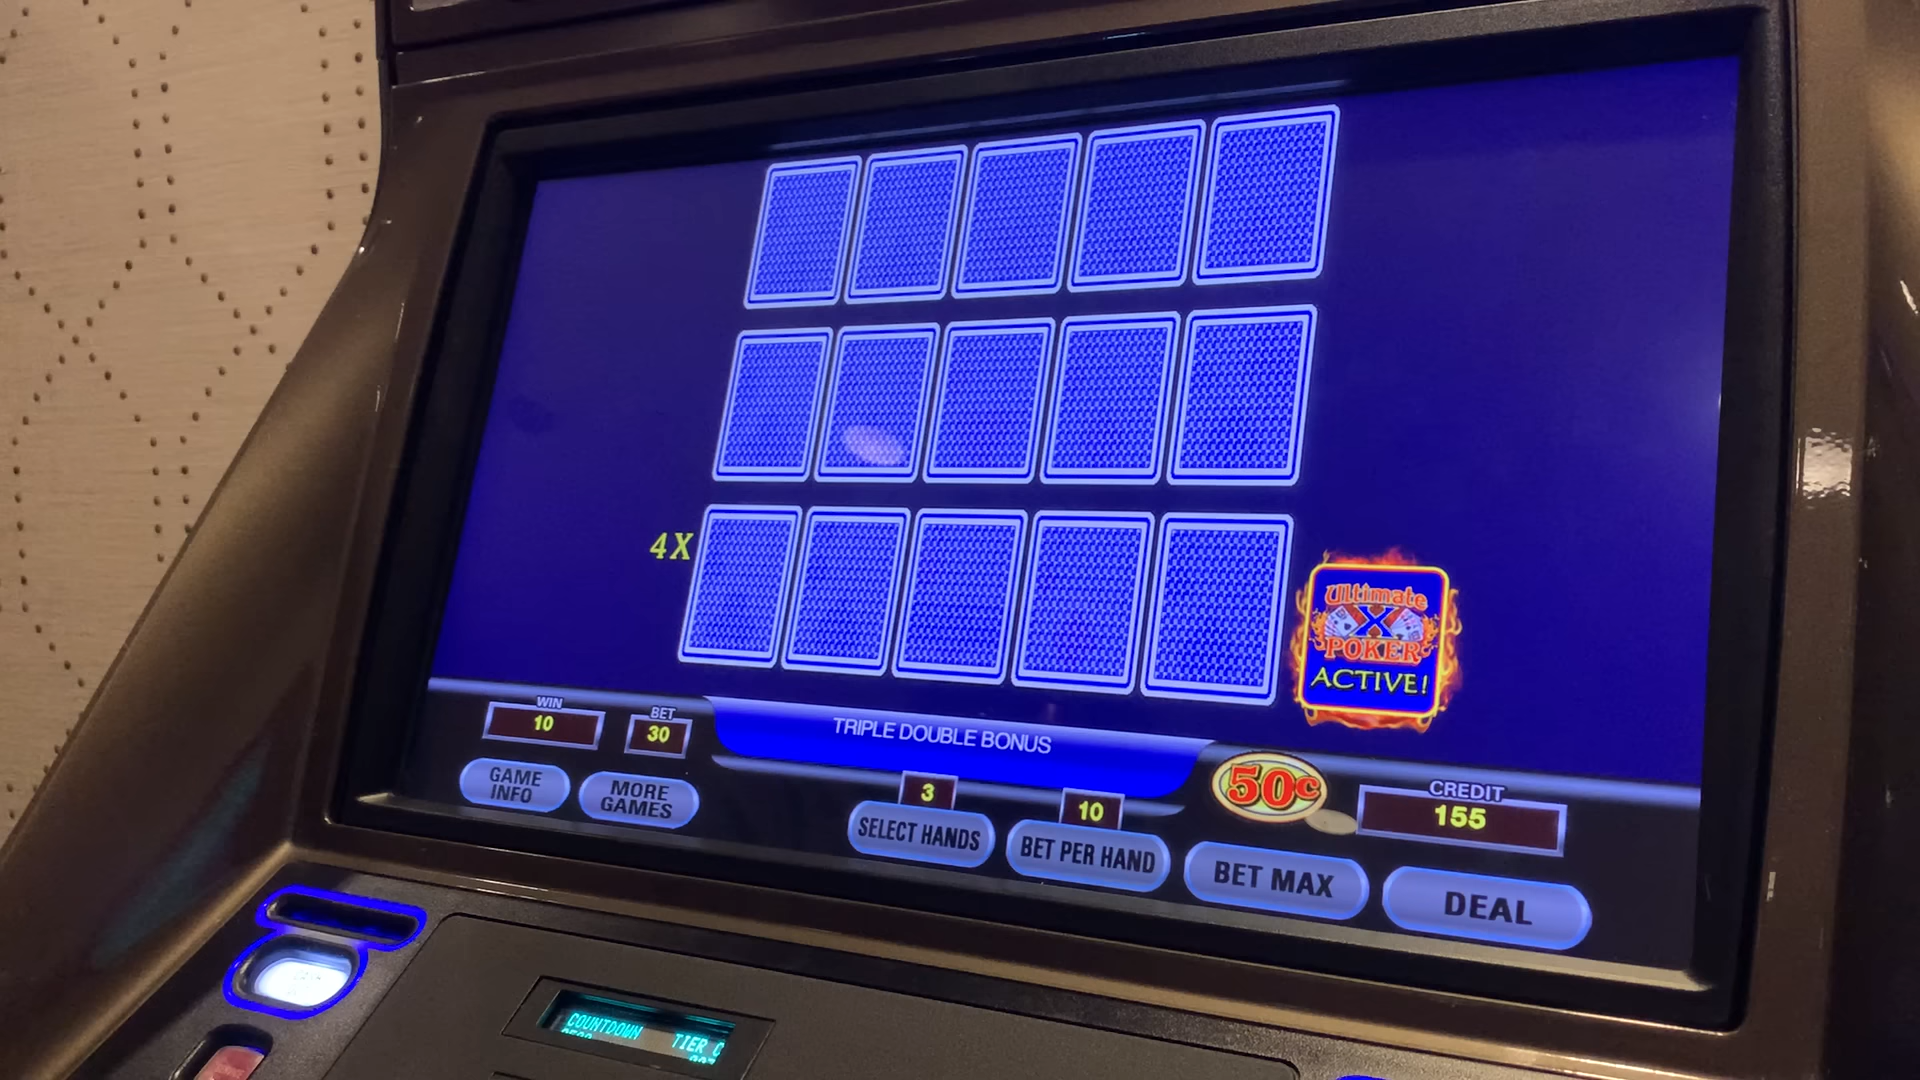 4X
Ultimate
X
POKER
ACTIVE!
WIN
10
BET
30
TRIPLE DOUBLE BONUS
50¢
CREDIT
155
GAME
INFO
MORE
GAMES
3
SELECT HANDS
10
BET PER HAND
BET MAX
DEAL
COUNTDOWN TIER